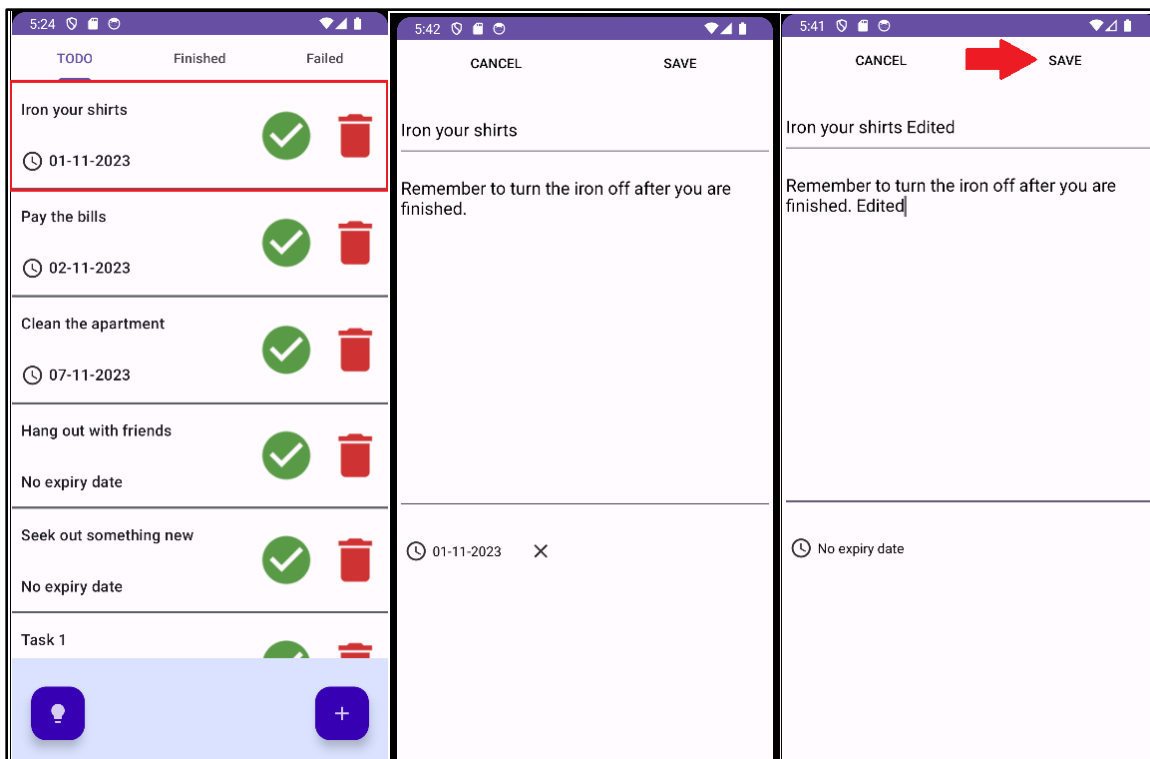 5:24
TODO
Finished
Failed
Iron your shirts
01-11-2023
Pay the bills
02-11-2023
Clean the apartment
07-11-2023
Hang out with friends
No expiry date
Seek out something new
No expiry date
Task 1
+
5:42
CANCEL
SAVE
Iron your shirts
Remember to turn the iron off after you are
finished.
01-11-2023
5:41
CANCEL
SAVE
Iron your shirts Edited
Remember to turn the iron off after you are
finished. Edited
No expiry date